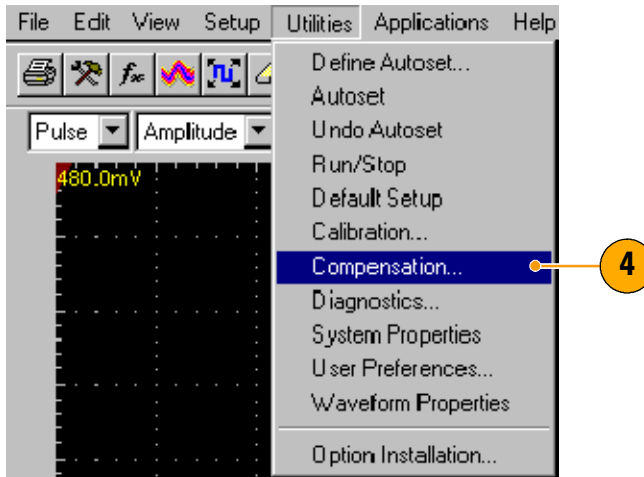 File Edit View Setup Utilities Applications Help
Pulse Amplitude
480.0mV
Define Autoset...
Autoset
Undo Autoset
Run/Stop
Default Setup
Calibration...
Compensation...
4
Diagnostics...
System Properties
User Preferences...
Waveform Properties
Option Installation...